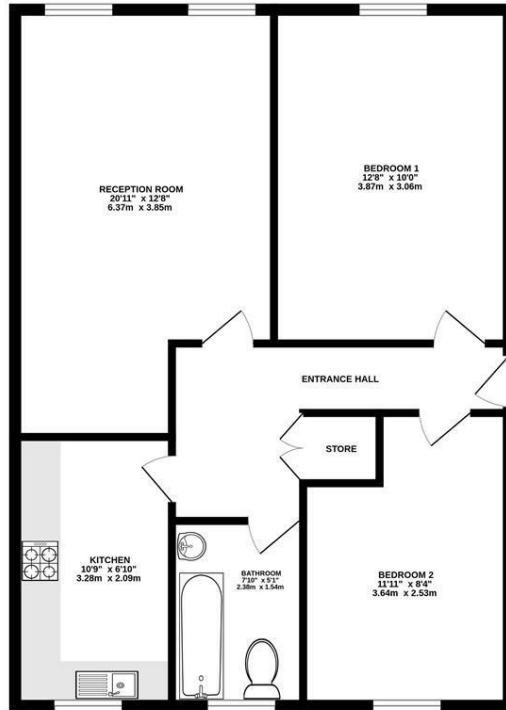 RECEPTION ROOM
20'11" x 12'8"
6.37m x 3.85m
BEDROOM 1
12'8" x 10'0"
3.87m x 3.06m
ENTRANCE HALL
STORE
KITCHEN
10'9" x 6'10"
3.28m x 2.09m
BATHROOM
7'10" x 5'1"
2.38m x 1.54m
BEDROOM 2
11'11" x 8'4"
3.64m x 2.53m